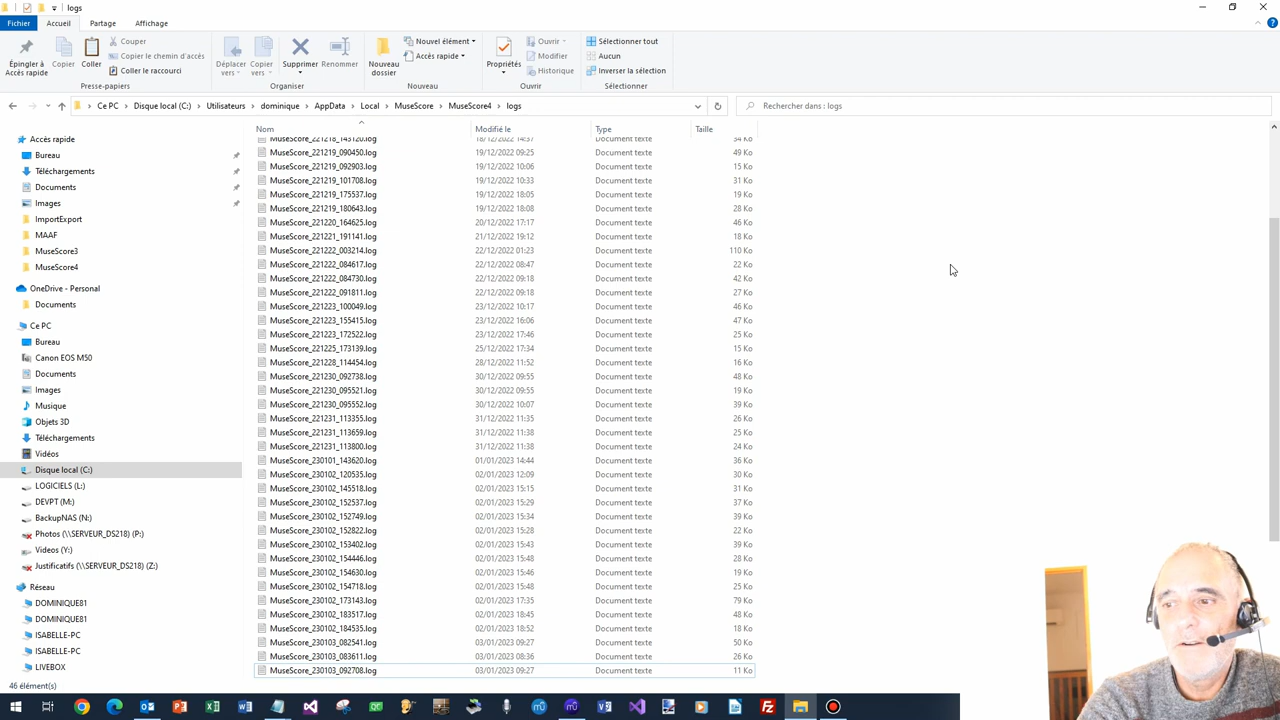 logs
Fichier Accueil Partage Affichage
Épingler à Accès rapide
Copier
Coller
Couper
Copier le chemin d'accès
Coller le raccourci
Presse-papiers
Déplacer vers
Copier vers
Supprimer
Renommer
Organiser
Nouveau dossier
Nouvel élément
Accès rapide
Nouveau
Propriétés
Ouvrir
Modifier
Historique
Ouvrir
Sélectionner tout
Aucun
Inverser la sélection
Sélectionner
Ce PC > Disque local (C:) > Utilisateurs > dominique > AppData > Local > MuseScore > MuseScore4 > logs
Rechercher dans : logs
Accès rapide
Bureau
Téléchargements
Documents
Images
ImportExport
MAAF
MuseScore3
MuseScore4
OneDrive - Personal
Documents
Ce PC
Bureau
Canon EOS M50
Documents
Images
Musique
Objets 3D
Téléchargements
Vidéos
Disque local (C:)
LOGICIELS (L:)
DEVPT (M:)
BackupNAS (N:)
Photos (\\SERVEUR_DS218) (P:)
Videos (Y:)
Justificatifs (\\SERVEUR_DS218) (Z:)
Réseau
DOMINIQUE81
DOMINIQUE81
ISABELLE-PC
ISABELLE-PC
LIVEBOX
Nom Modifié le Type Taille
MuseScore_221218_143120.log 18/12/2022 14:37 Document texte 34 Ko
MuseScore_221219_090450.log 19/12/2022 09:25 Document texte 49 Ko
MuseScore_221219_092903.log 19/12/2022 10:06 Document texte 15 Ko
MuseScore_221219_101708.log 19/12/2022 10:33 Document texte 31 Ko
MuseScore_221219_175537.log 19/12/2022 18:05 Document texte 19 Ko
MuseScore_221219_180643.log 19/12/2022 18:08 Document texte 28 Ko
MuseScore_221220_164625.log 20/12/2022 17:17 Document texte 46 Ko
MuseScore_221221_191141.log 21/12/2022 19:12 Document texte 18 Ko
MuseScore_221222_003214.log 22/12/2022 01:23 Document texte 110 Ko
MuseScore_221222_084617.log 22/12/2022 08:47 Document texte 22 Ko
MuseScore_221222_084730.log 22/12/2022 09:18 Document texte 42 Ko
MuseScore_221222_091811.log 22/12/2022 09:18 Document texte 27 Ko
MuseScore_221223_100049.log 23/12/2022 10:17 Document texte 46 Ko
MuseScore_221223_155415.log 23/12/2022 16:06 Document texte 47 Ko
MuseScore_221223_172522.log 23/12/2022 17:46 Document texte 25 Ko
MuseScore_221225_173139.log 25/12/2022 17:34 Document texte 15 Ko
MuseScore_221228_114454.log 28/12/2022 11:52 Document texte 16 Ko
MuseScore_221230_092738.log 30/12/2022 09:55 Document texte 48 Ko
MuseScore_221230_095521.log 30/12/2022 09:55 Document texte 19 Ko
MuseScore_221230_095552.log 30/12/2022 10:07 Document texte 39 Ko
MuseScore_221231_113355.log 31/12/2022 11:35 Document texte 26 Ko
MuseScore_221231_113659.log 31/12/2022 11:38 Document texte 25 Ko
MuseScore_221231_113800.log 31/12/2022 11:38 Document texte 24 Ko
MuseScore_230101_143620.log 01/01/2023 14:44 Document texte 36 Ko
MuseScore_230102_120535.log 02/01/2023 12:09 Document texte 30 Ko
MuseScore_230102_145518.log 02/01/2023 15:15 Document texte 31 Ko
MuseScore_230102_152537.log 02/01/2023 15:29 Document texte 37 Ko
MuseScore_230102_152749.log 02/01/2023 15:34 Document texte 39 Ko
MuseScore_230102_152822.log 02/01/2023 15:28 Document texte 22 Ko
MuseScore_230102_153402.log 02/01/2023 15:43 Document texte 39 Ko
MuseScore_230102_154446.log 02/01/2023 15:48 Document texte 28 Ko
MuseScore_230102_154630.log 02/01/2023 15:46 Document texte 19 Ko
MuseScore_230102_154718.log 02/01/2023 15:48 Document texte 25 Ko
MuseScore_230102_173143.log 02/01/2023 17:35 Document texte 79 Ko
MuseScore_230102_183517.log 02/01/2023 18:45 Document texte 48 Ko
MuseScore_230102_184535.log 02/01/2023 18:52 Document texte 18 Ko
MuseScore_230103_082541.log 03/01/2023 09:27 Document texte 50 Ko
MuseScore_230103_083611.log 03/01/2023 08:36 Document texte 26 Ko
MuseScore_230103_092708.log 03/01/2023 09:27 Document texte 11 Ko
46 élément(s)